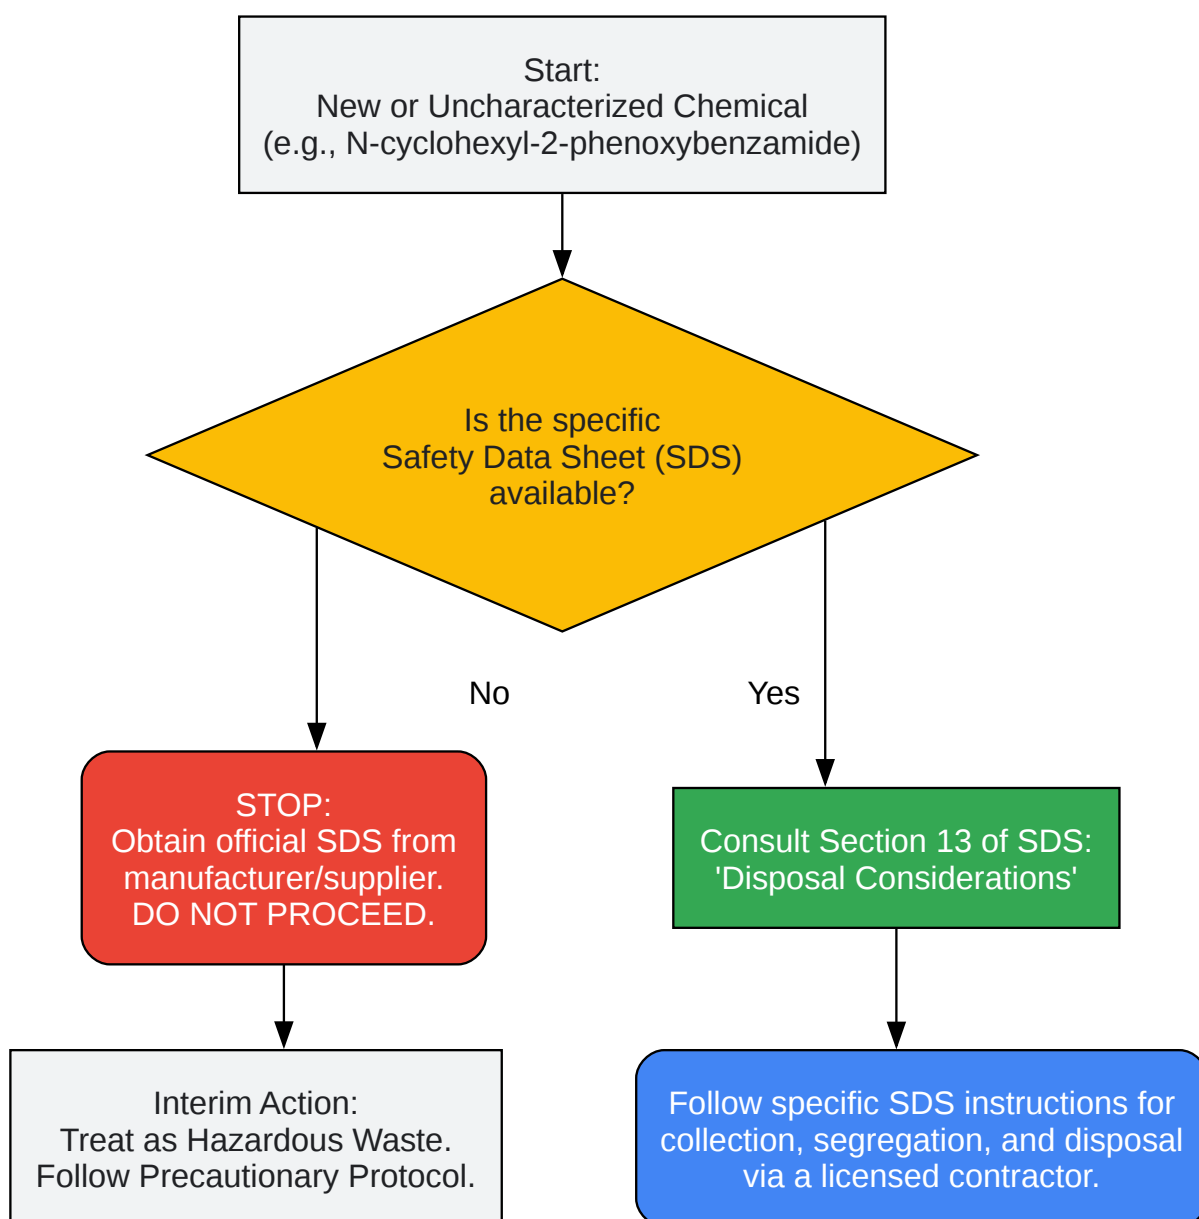 Start:
New or Uncharacterized Chemical
(e.g., N-cyclohexyl-2-phenoxybenzamide)
Is the specific
Safety Data Sheet (SDS)
available?
No
Yes
STOP:
Obtain official SDS from
manufacturer/supplier.
DO NOT PROCEED.
Consult Section 13 of SDS:
'Disposal Considerations'
Interim Action:
Treat as Hazardous Waste.
Follow Precautionary Protocol.
Follow specific SDS instructions for
collection, segregation, and disposal
via a licensed contractor.